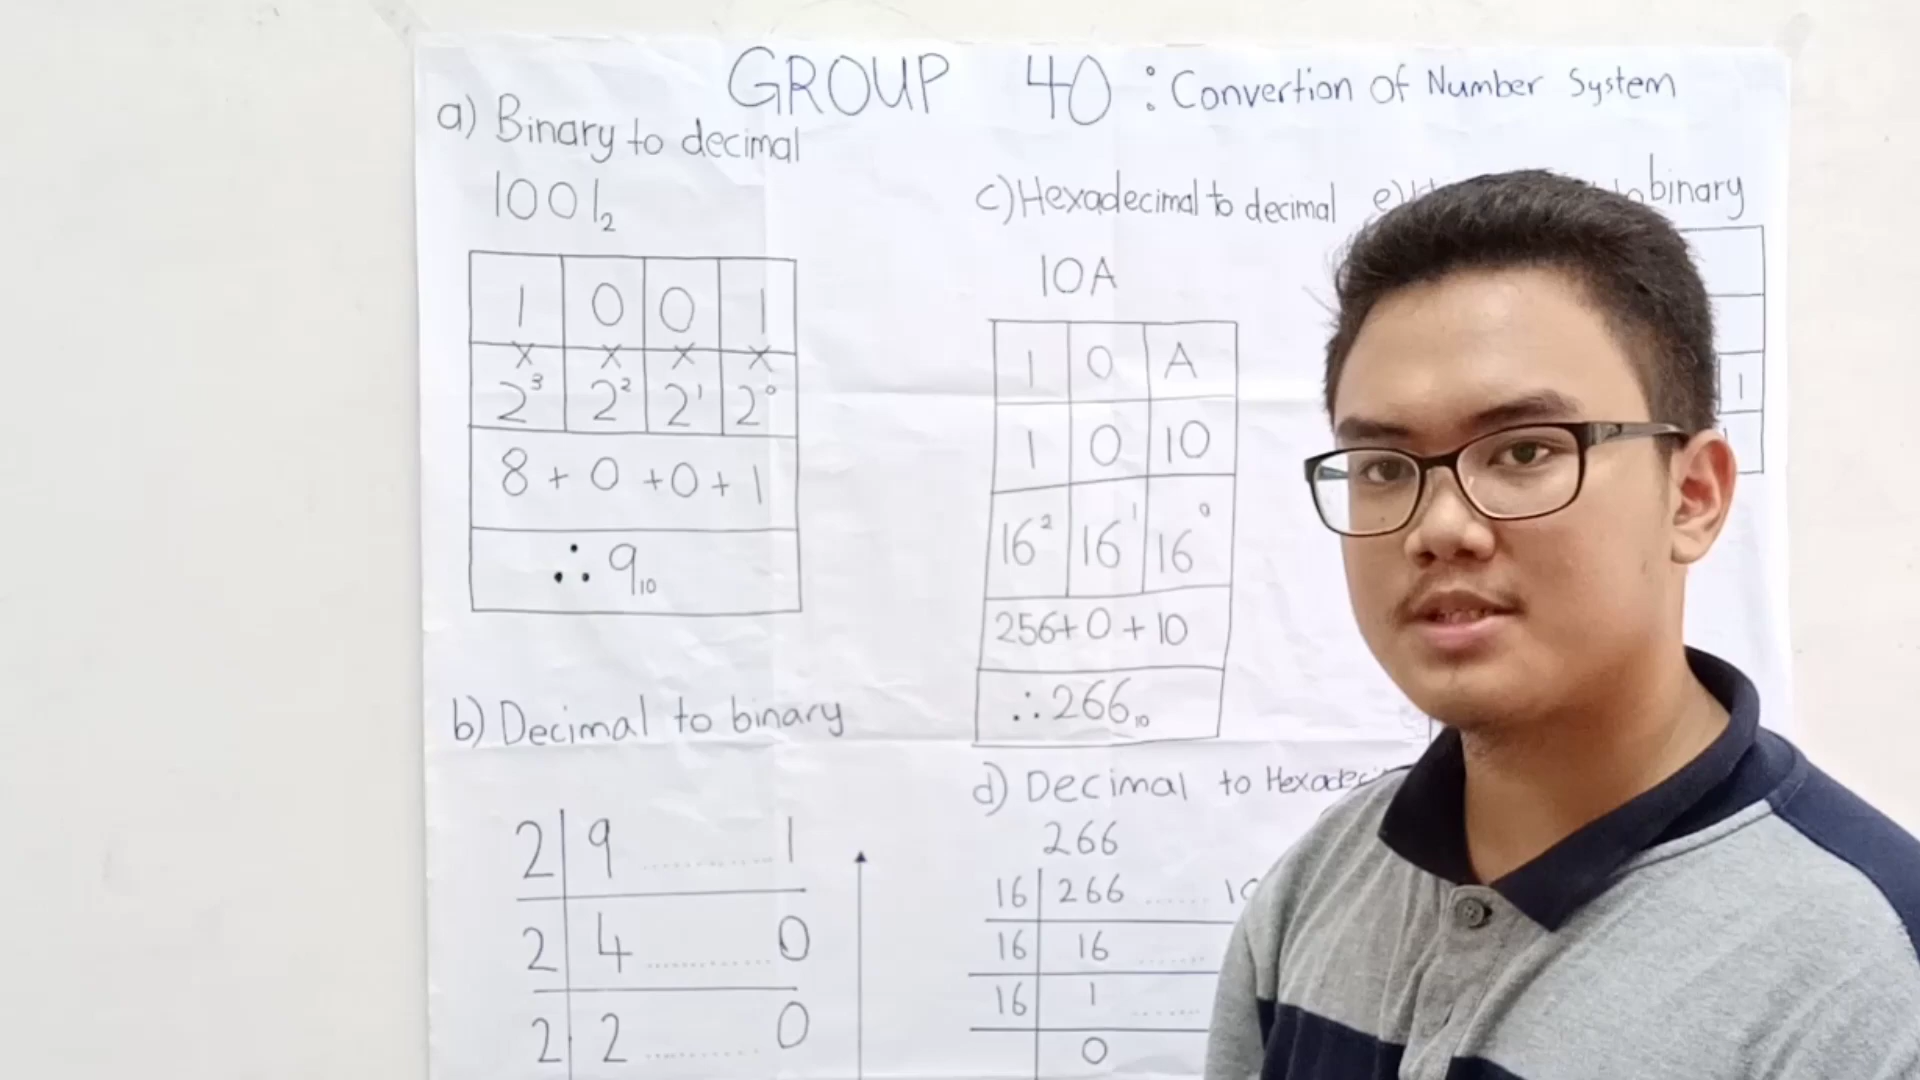 GROUP 40 : Convertion Of Number System
a) Binary to decimal
1001₂
1 0 0 1
x x x x
2³ 2² 2¹ 2⁰
8 + 0 + 0 + 1
∴ 9₁₀
b) Decimal to binary
2 9 ............ 1
2 4 ............ 0
2 2 ............ 0
c) Hexadecimal to decimal
10A
1 0 A
1 0 10
16² 16¹ 16⁰
256 + 0 + 10
∴ 266₁₀
d) Decimal to
266
16 266 ......
16 16 ......
16 1 ......
0
e) binary
1